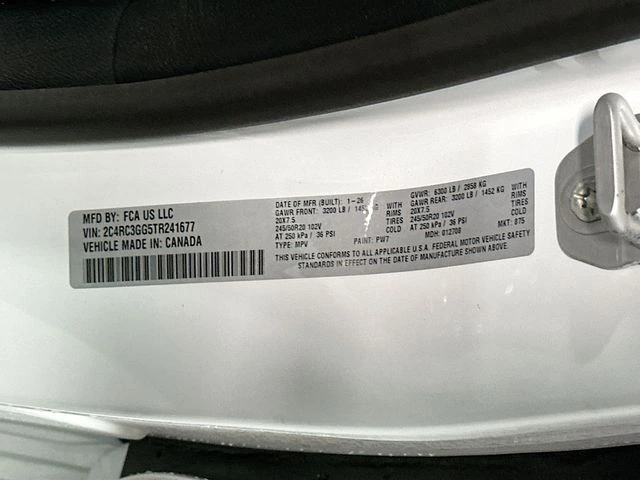 MFD BY: FCA US LLC
VIN: 2C4RC3GG5TR241677
VEHICLE MADE IN: CANADA
DATE OF MFR (BUILT): 1-26
GVWR: 6300 LB / 2858 KG
GAWR FRONT: 3200 LB / 1452 KG WITH
GAWR REAR: 3200 LB / 1452 KG WITH
20X7.5 RIMS
20X7.5 RIMS
245/50R20 102V TIRES
245/50R20 102V TIRES
AT 250 kPa / 36 PSI COLD
AT 250 kPa / 36 PSI COLD
TYPE: MPV PAINT: PW7 MDH: 012708 MKT: 875
THIS VEHICLE CONFORMS TO ALL APPLICABLE U.S.A. FEDERAL MOTOR VEHICLE SAFETY
STANDARDS IN EFFECT ON THE DATE OF MANUFACTURE SHOWN ABOVE.